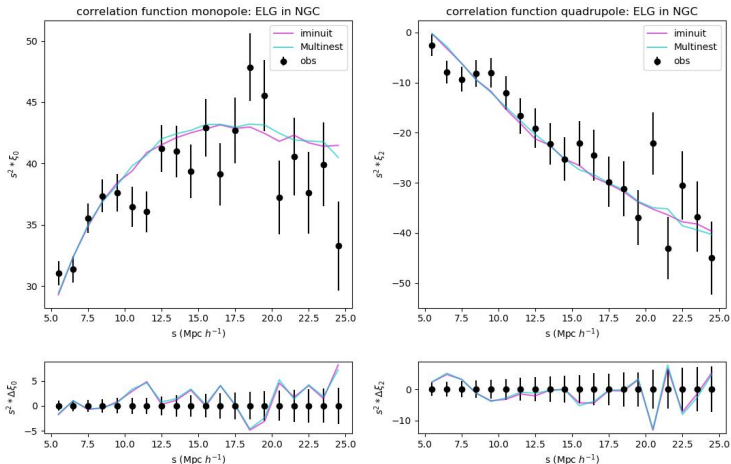 correlation function monopole: ELG in NGC
iminuit
Multinest
obs
50
45
40
35
30
s² * ξ₀
5.0 7.5 10.0 12.5 15.0 17.5 20.0 22.5 25.0
s (Mpc h⁻¹)
correlation function quadrupole: ELG in NGC
iminuit
Multinest
obs
0
−10
−20
−30
−40
−50
s² * ξ₂
5.0 7.5 10.0 12.5 15.0 17.5 20.0 22.5 25.0
s (Mpc h⁻¹)
5
0
−5
s² * Δξ₀
5.0 7.5 10.0 12.5 15.0 17.5 20.0 22.5 25.0
s (Mpc h⁻¹)
0
−10
s² * Δξ₂
5.0 7.5 10.0 12.5 15.0 17.5 20.0 22.5 25.0
s (Mpc h⁻¹)